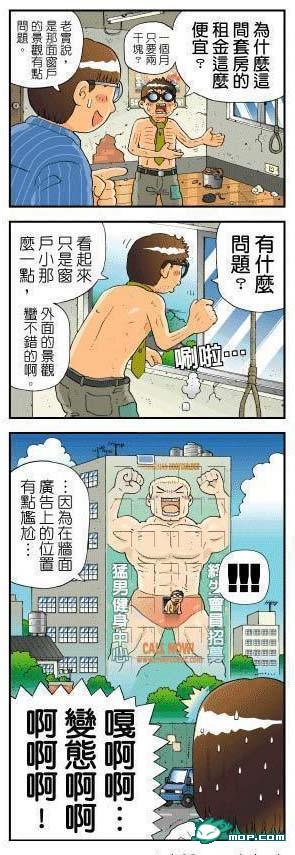 為什麼這
間套房的
租金這麼
便宜？
一個月
只要兩
千塊？
老實說，
是那面窗戶
的景觀有點
問題。
有什麼
問題？
看起來
只是窗
戶小那
麼一點，
外面的景觀
蠻不錯的啊。
唰啦…
…因為在牆面
廣告上的位置
有點尷尬…
猛男健身中心
CALL NOW!
!!!
嘎啊啊…
變態啊啊
啊啊啊！
MOP.COM